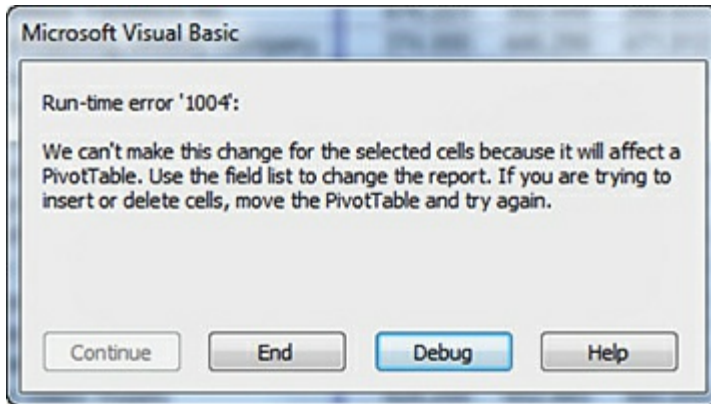 Microsoft Visual Basic
Run-time error '1004':
We can't make this change for the selected cells because it will affect a
PivotTable. Use the field list to change the report. If you are trying to
insert or delete cells, move the PivotTable and try again.
Continue
End
Debug
Help